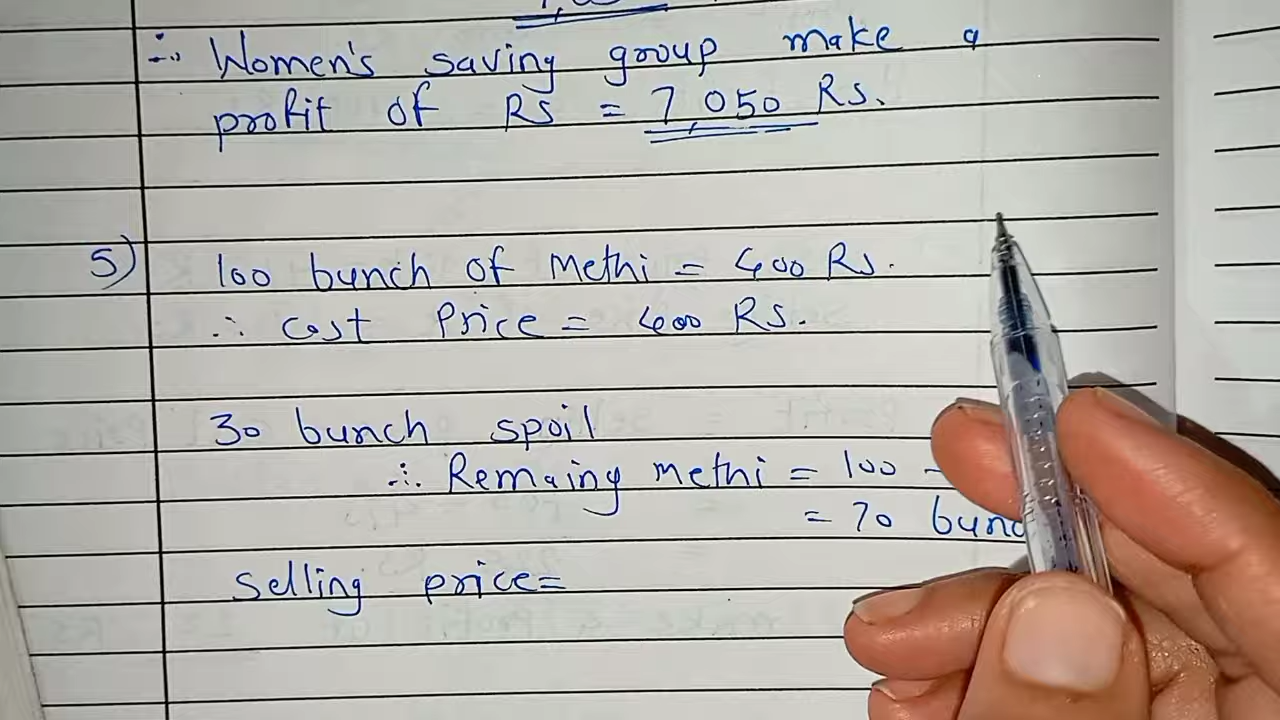 ∴ Women's saving group make a
profit of RS = 7,050 RS.
5) 100 bunch of Methi = 400 RS.
∴ Cost Price = 400 RS.
30 bunch spoil
∴ Remaing methi = 100 -
= 70
Selling price=